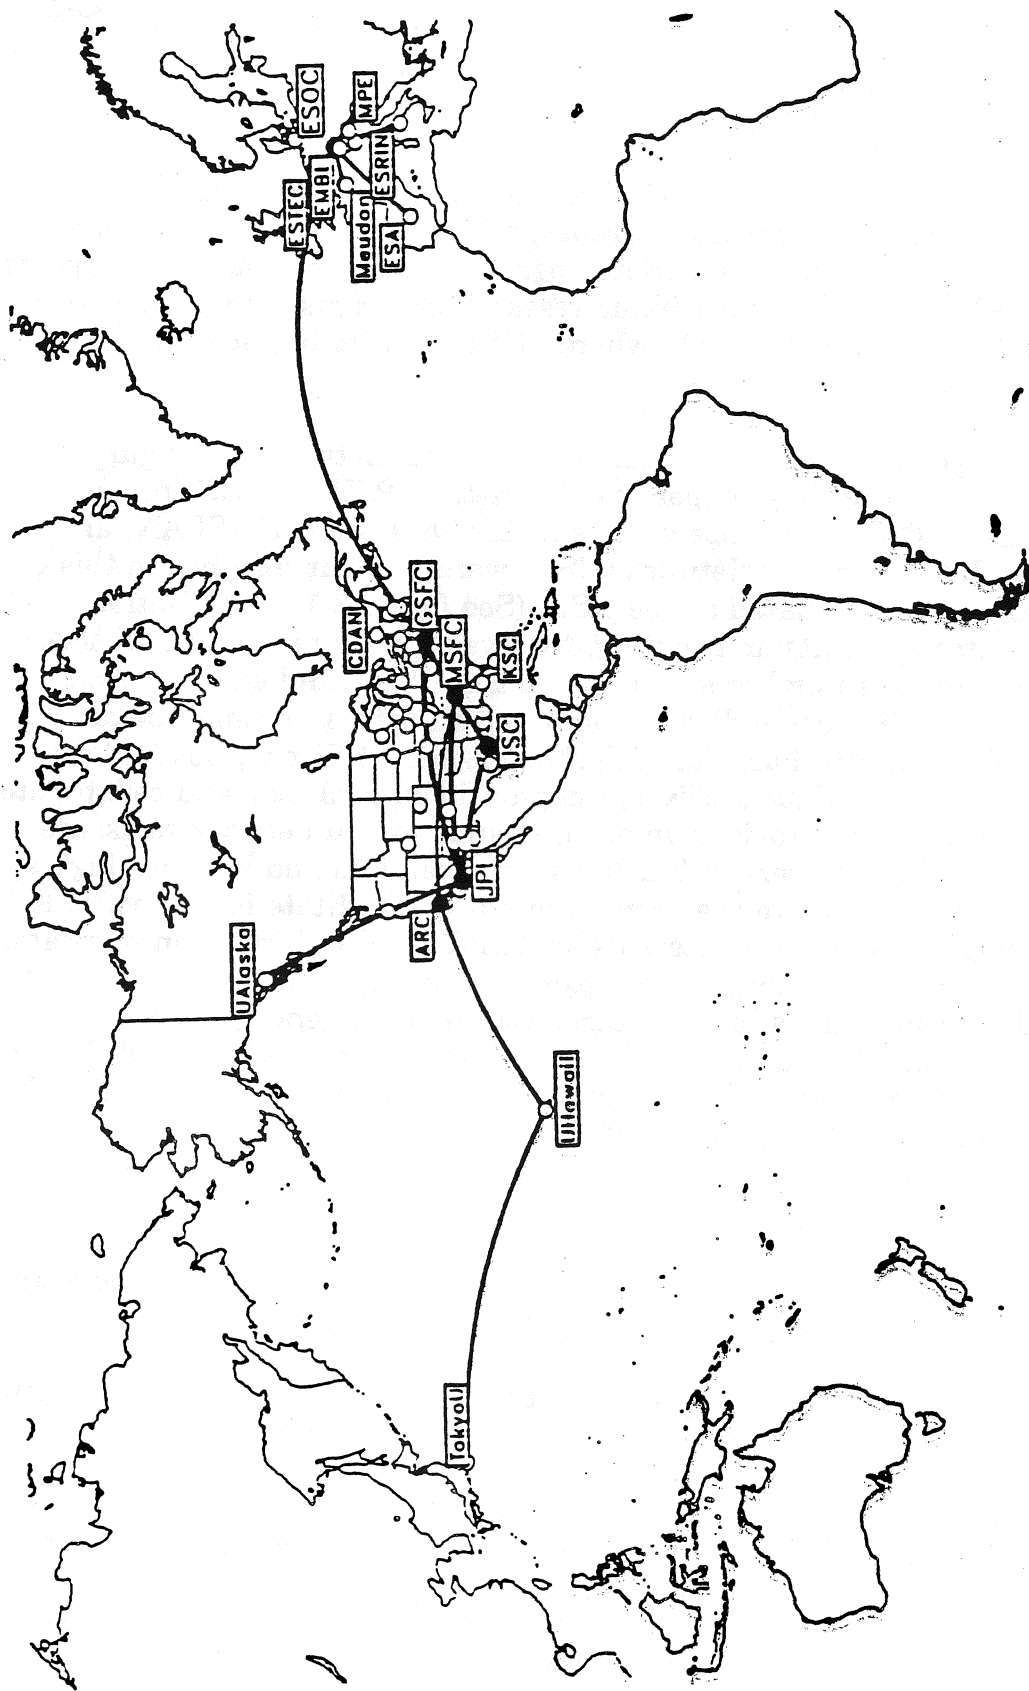 ESOC
MPE
ESTEC
EMBL
ESRIN
Meudon
ESA
CDAN
GSFC
MSFC
KSC
JSC
JPL
ARC
UAlaska
UHawaii
TokyoU